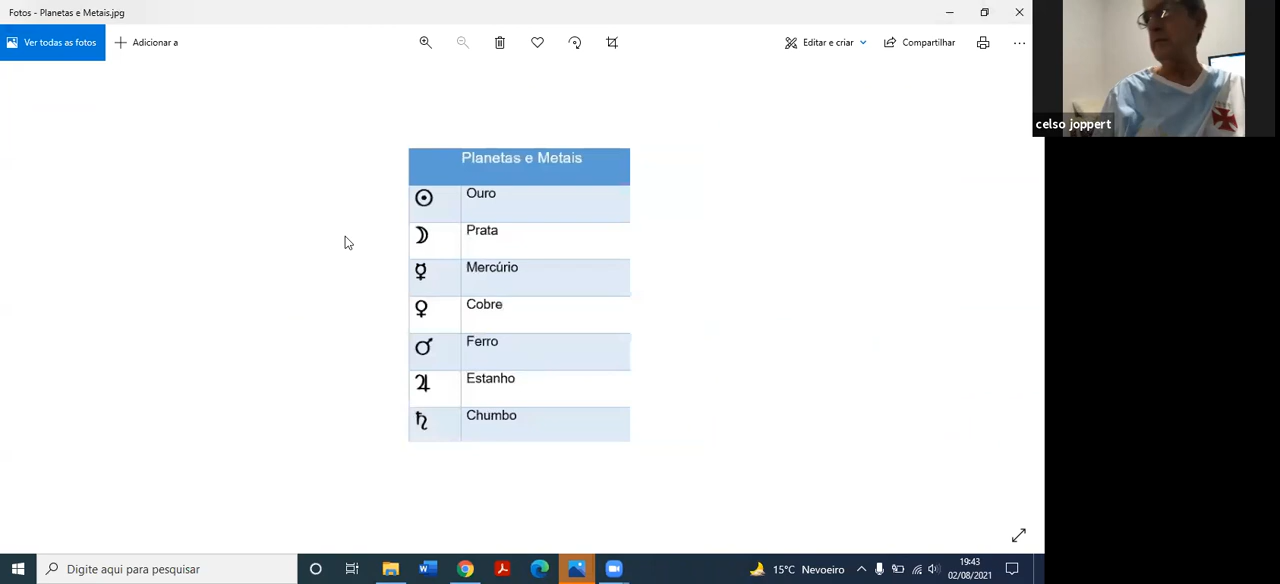 Fotos - Planetas e Metais.jpg
Ver todas as fotos
Adicionar a
Editar e criar
Compartilhar
celso joppert
Planetas e Metais
☉ Ouro
☽ Prata
☿ Mercúrio
♀ Cobre
♂ Ferro
♃ Estanho
♄ Chumbo
Digite aqui para pesquisar
15°C Nevoeiro
19:43
02/08/2021